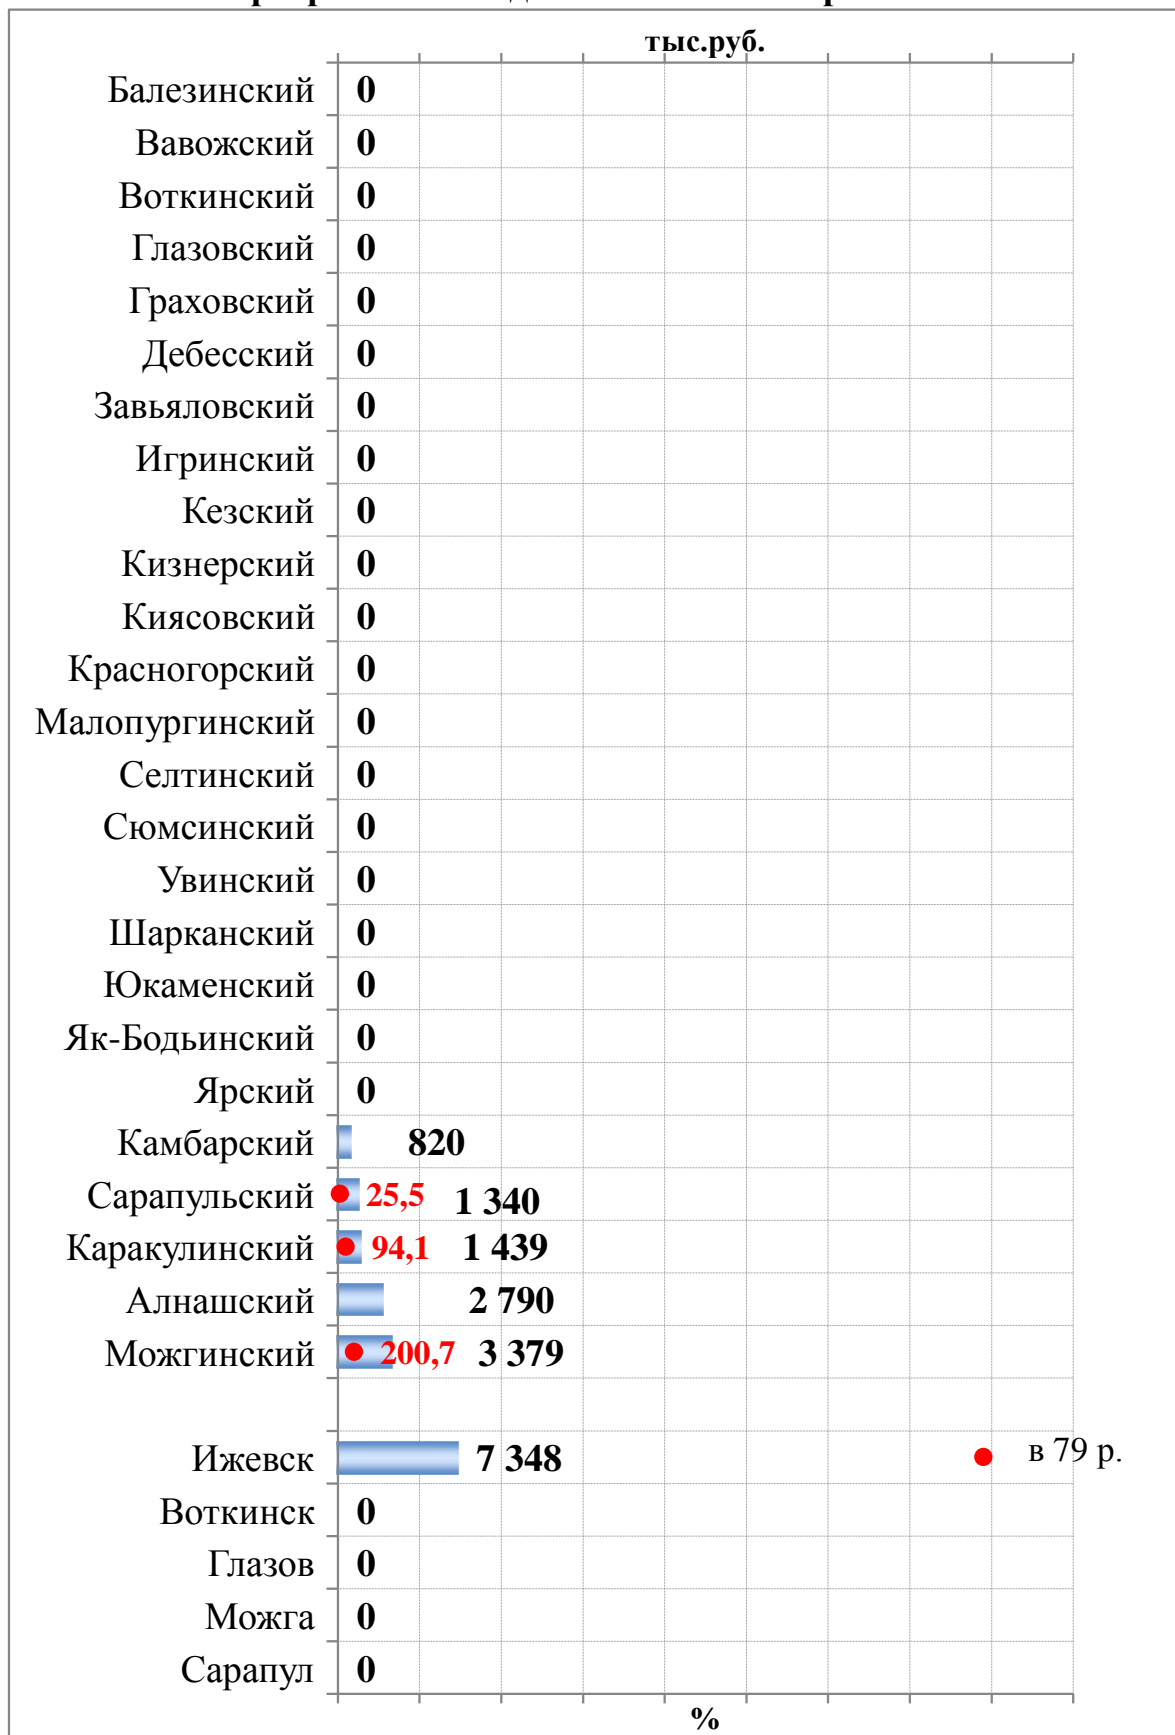 тыс.руб.
Балезинский 0
Вавожский 0
Воткинский 0
Глазовский 0
Граховский 0
Дебесский 0
Завьяловский 0
Игринский 0
Кезский 0
Кизнерский 0
Киясовский 0
Красногорский 0
Малопургинский 0
Селтинский 0
Сюмсинский 0
Увинский 0
Шарканский 0
Юкаменский 0
Як-Бодьинский 0
Ярский 0
Камбарский 820
Сарапульский 25,5 1 340
Каракулинский 94,1 1 439
Алнашский 2 790
Можгинский 200,7 3 379
Ижевск 7 348 в 79 р.
Воткинск 0
Глазов 0
Можга 0
Сарапул 0
%